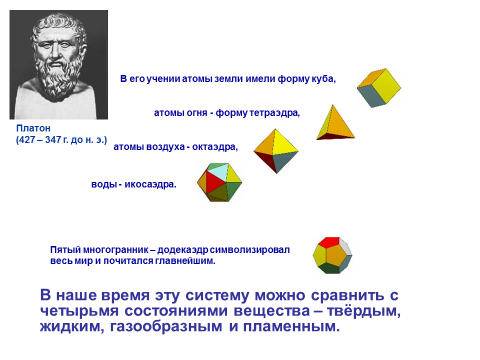 В его учении атомы земли имели форму куба,
атомы огня - форму тетраэдра,
Платон
(427 – 347 г. до н. э.)
атомы воздуха - октаэдра,
воды - икосаэдра.
Пятый многогранник – додекаэдр символизировал
весь мир и почитался главнейшим.
В наше время эту систему можно сравнить с
четырьмя состояниями вещества – твёрдым,
жидким, газообразным и пламенным.